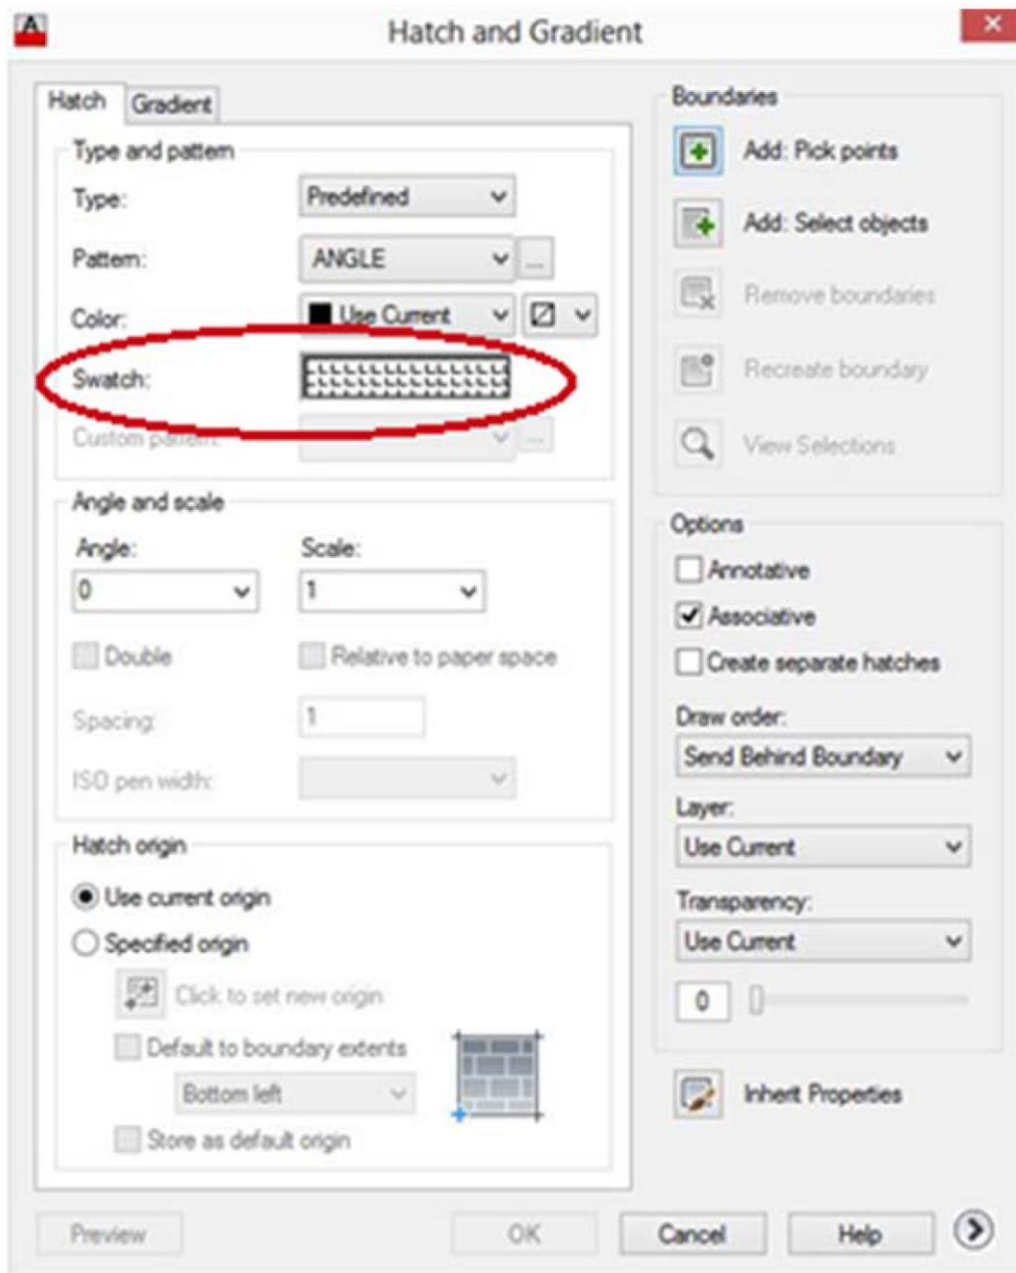 Hatch and Gradient
Hatch
Gradient
Type and pattern
Type:
Predefined
Pattern:
ANGLE
...
Color:
Use Current
Swatch:
Custom pattern:
...
Angle and scale
Angle:
Scale:
0
1
Double
Relative to paper space
Spacing:
1
ISO pen width:
Hatch origin
Use current origin
Specified origin
Click to set new origin
Default to boundary extents
Bottom left
Store as default origin
Boundaries
Add: Pick points
Add: Select objects
Remove boundaries
Recreate boundary
View Selections
Options
Annotative
Associative
Create separate hatches
Draw order:
Send Behind Boundary
Layer:
Use Current
Transparency:
Use Current
0
Inherit Properties
Preview
OK
Cancel
Help